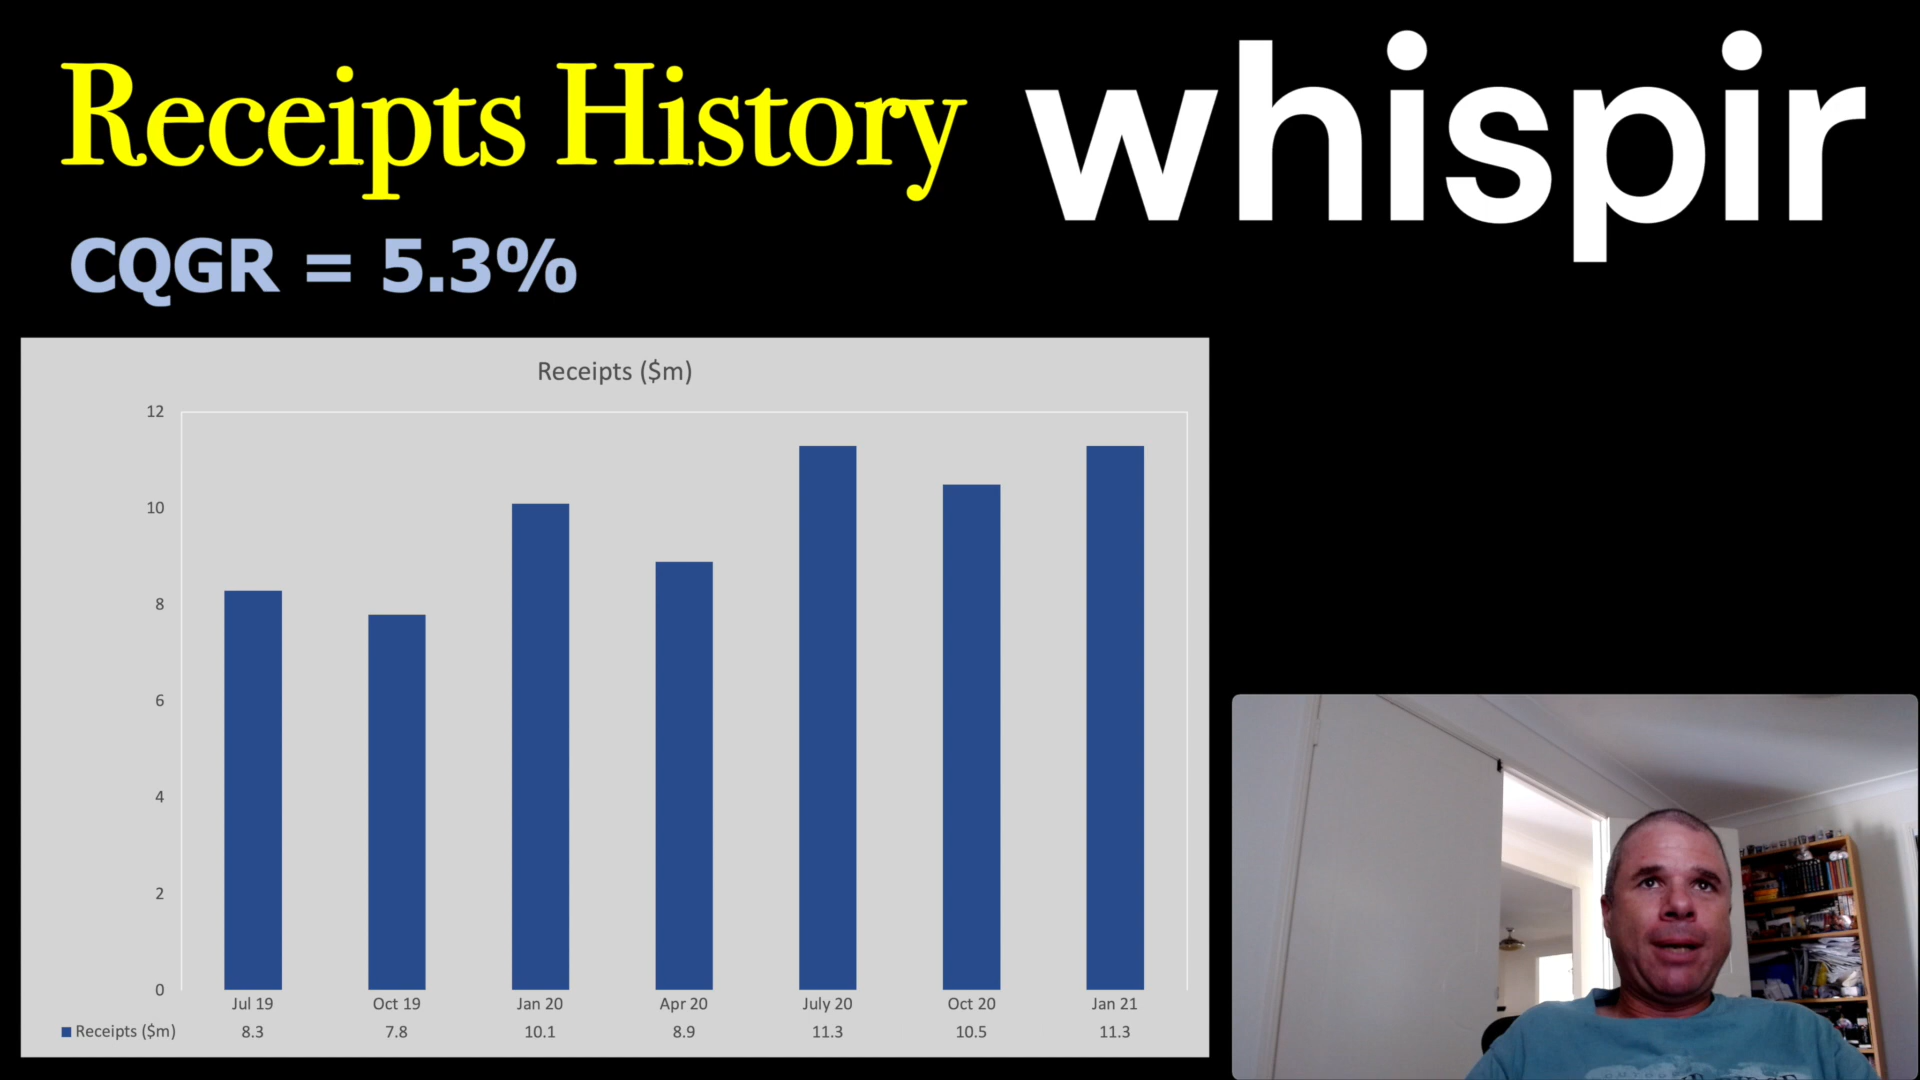 Receipts History
whispir
CQGR = 5.3%
Receipts ($m)
12
10
8
6
4
2
0
Jul 19 Oct 19 Jan 20 Apr 20 July 20 Oct 20 Jan 21
Receipts ($m) 8.3 7.8 10.1 8.9 11.3 10.5 11.3